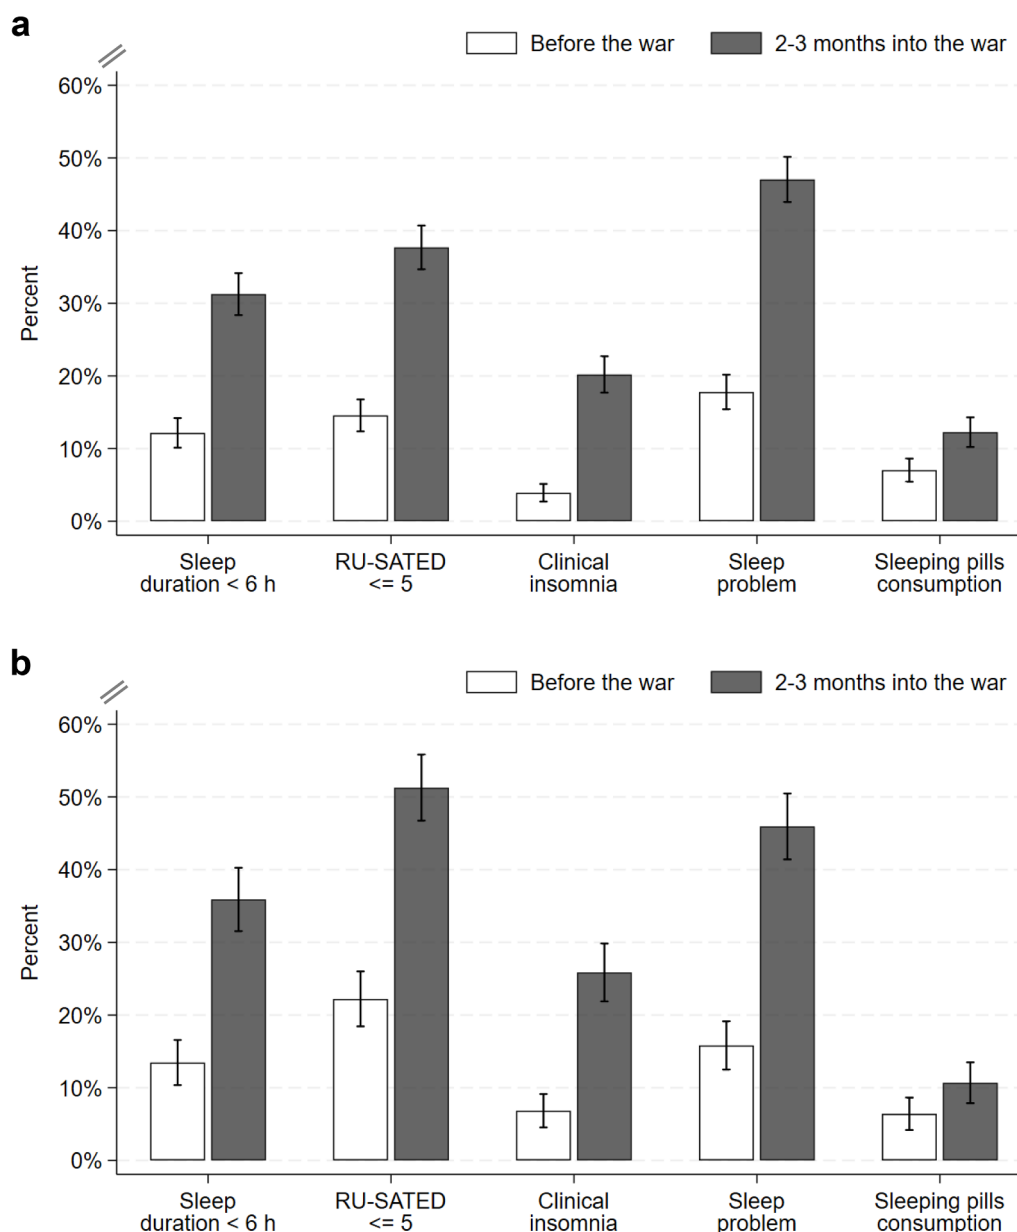 a
Before the war 2-3 months into the war
60%
50%
40%
30%
20%
10%
0%
Percent
Sleep RU-SATED Clinical Sleep Sleeping pills
duration < 6 h <= 5 insomnia problem consumption
b
Before the war 2-3 months into the war
60%
50%
40%
30%
20%
10%
0%
Percent
Sleep RU-SATED Clinical Sleep Sleeping pills
duration < 6 h <= 5 insomnia problem consumption